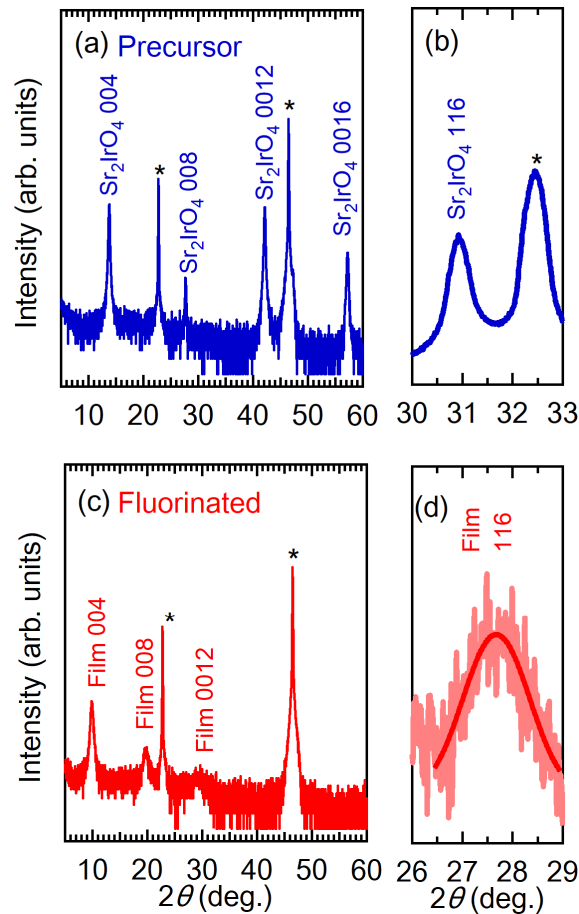 (a) Precursor
Intensity (arb. units)
Sr₂IrO₄ 004
*
Sr₂IrO₄ 008
Sr₂IrO₄ 0012
*
Sr₂IrO₄ 0016
10 20 30 40 50 60
(b)
Sr₂IrO₄ 116
*
30 31 32 33
(c) Fluorinated
Intensity (arb. units)
Film 004
Film 008
*
Film 0012
*
10 20 30 40 50 60
2θ (deg.)
(d)
Film
116
26 27 28 29
2θ (deg.)